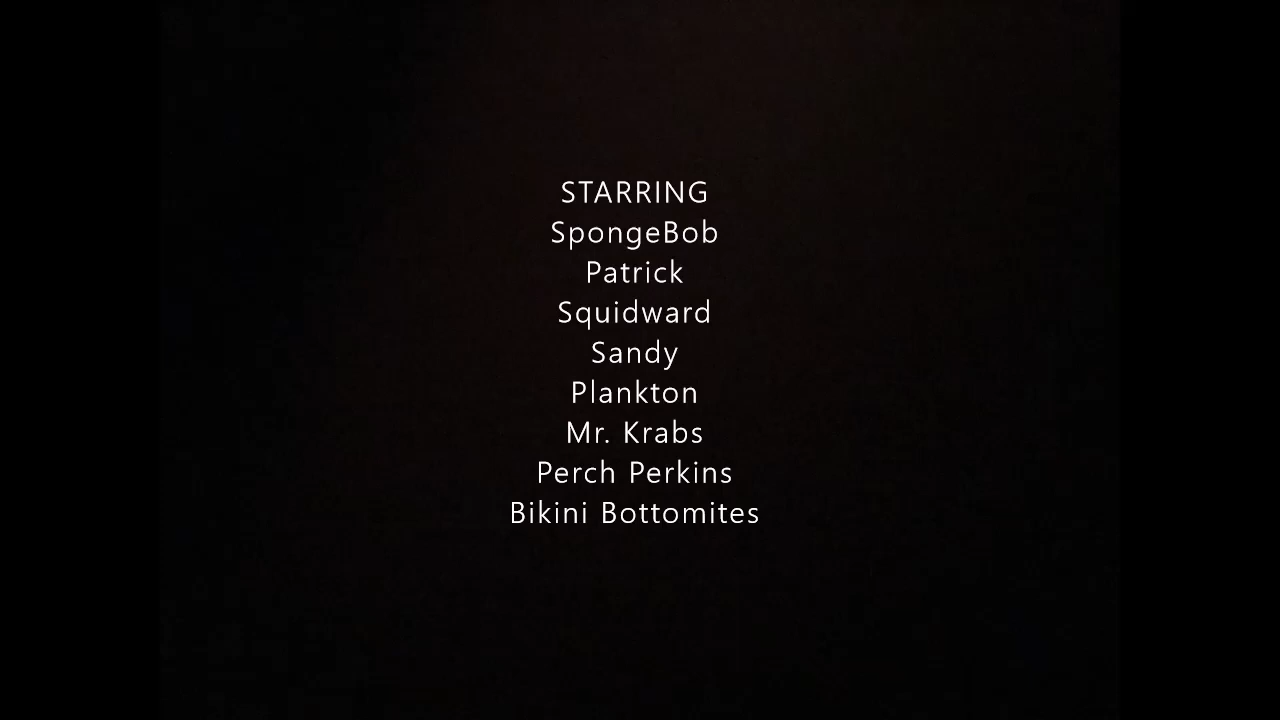 STARRING
SpongeBob
Patrick
Squidward
Sandy
Plankton
Mr. Krabs
Perch Perkins
Bikini Bottomites